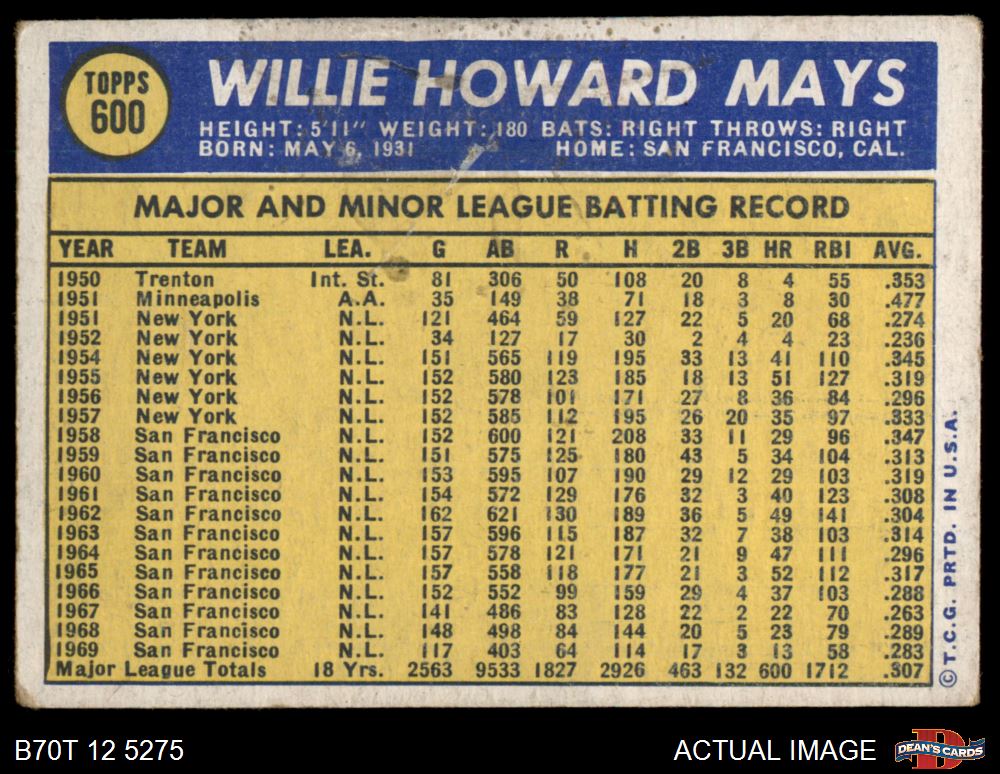 TOPPS
600
WILLIE HOWARD MAYS
HEIGHT: 5'11" WEIGHT: 180 BATS: RIGHT THROWS: RIGHT
BORN: MAY 6, 1931 HOME: SAN FRANCISCO, CAL.
MAJOR AND MINOR LEAGUE BATTING RECORD
YEAR TEAM LEA. G AB R H 2B 3B HR RBI AVG.
1950 Trenton Int. St. 81 306 50 108 20 8 4 55 .353
1951 Minneapolis A.A. 35 149 38 71 18 3 8 30 .477
1951 New York N.L. 121 464 59 127 22 5 20 68 .274
1952 New York N.L. 34 127 17 30 2 4 4 23 .236
1954 New York N.L. 151 565 119 195 33 13 41 110 .345
1955 New York N.L. 152 580 123 185 18 13 51 127 .319
1956 New York N.L. 152 578 101 171 27 8 36 84 .296
1957 New York N.L. 152 585 112 195 26 20 35 97 .333
1958 San Francisco N.L. 152 600 121 208 33 11 29 96 .347
1959 San Francisco N.L. 151 575 125 180 43 5 34 104 .313
1960 San Francisco N.L. 153 595 107 190 29 12 29 103 .319
1961 San Francisco N.L. 154 572 129 176 32 3 40 123 .308
1962 San Francisco N.L. 162 621 130 189 36 5 49 141 .304
1963 San Francisco N.L. 157 596 115 187 32 7 38 103 .314
1964 San Francisco N.L. 157 578 121 171 21 9 47 111 .296
1965 San Francisco N.L. 157 558 118 177 21 3 52 112 .317
1966 San Francisco N.L. 152 552 99 159 29 4 37 103 .288
1967 San Francisco N.L. 141 486 83 128 22 2 22 70 .263
1968 San Francisco N.L. 148 498 84 144 20 5 23 79 .289
1969 San Francisco N.L. 117 403 64 114 17 3 13 58 .283
Major League Totals 18 Yrs. 2563 9533 1827 2926 463 132 600 1712 .307
©T.C.G. PRTD. IN U.S.A.
B70T 12 5275
ACTUAL IMAGE
DEAN'S CARDS